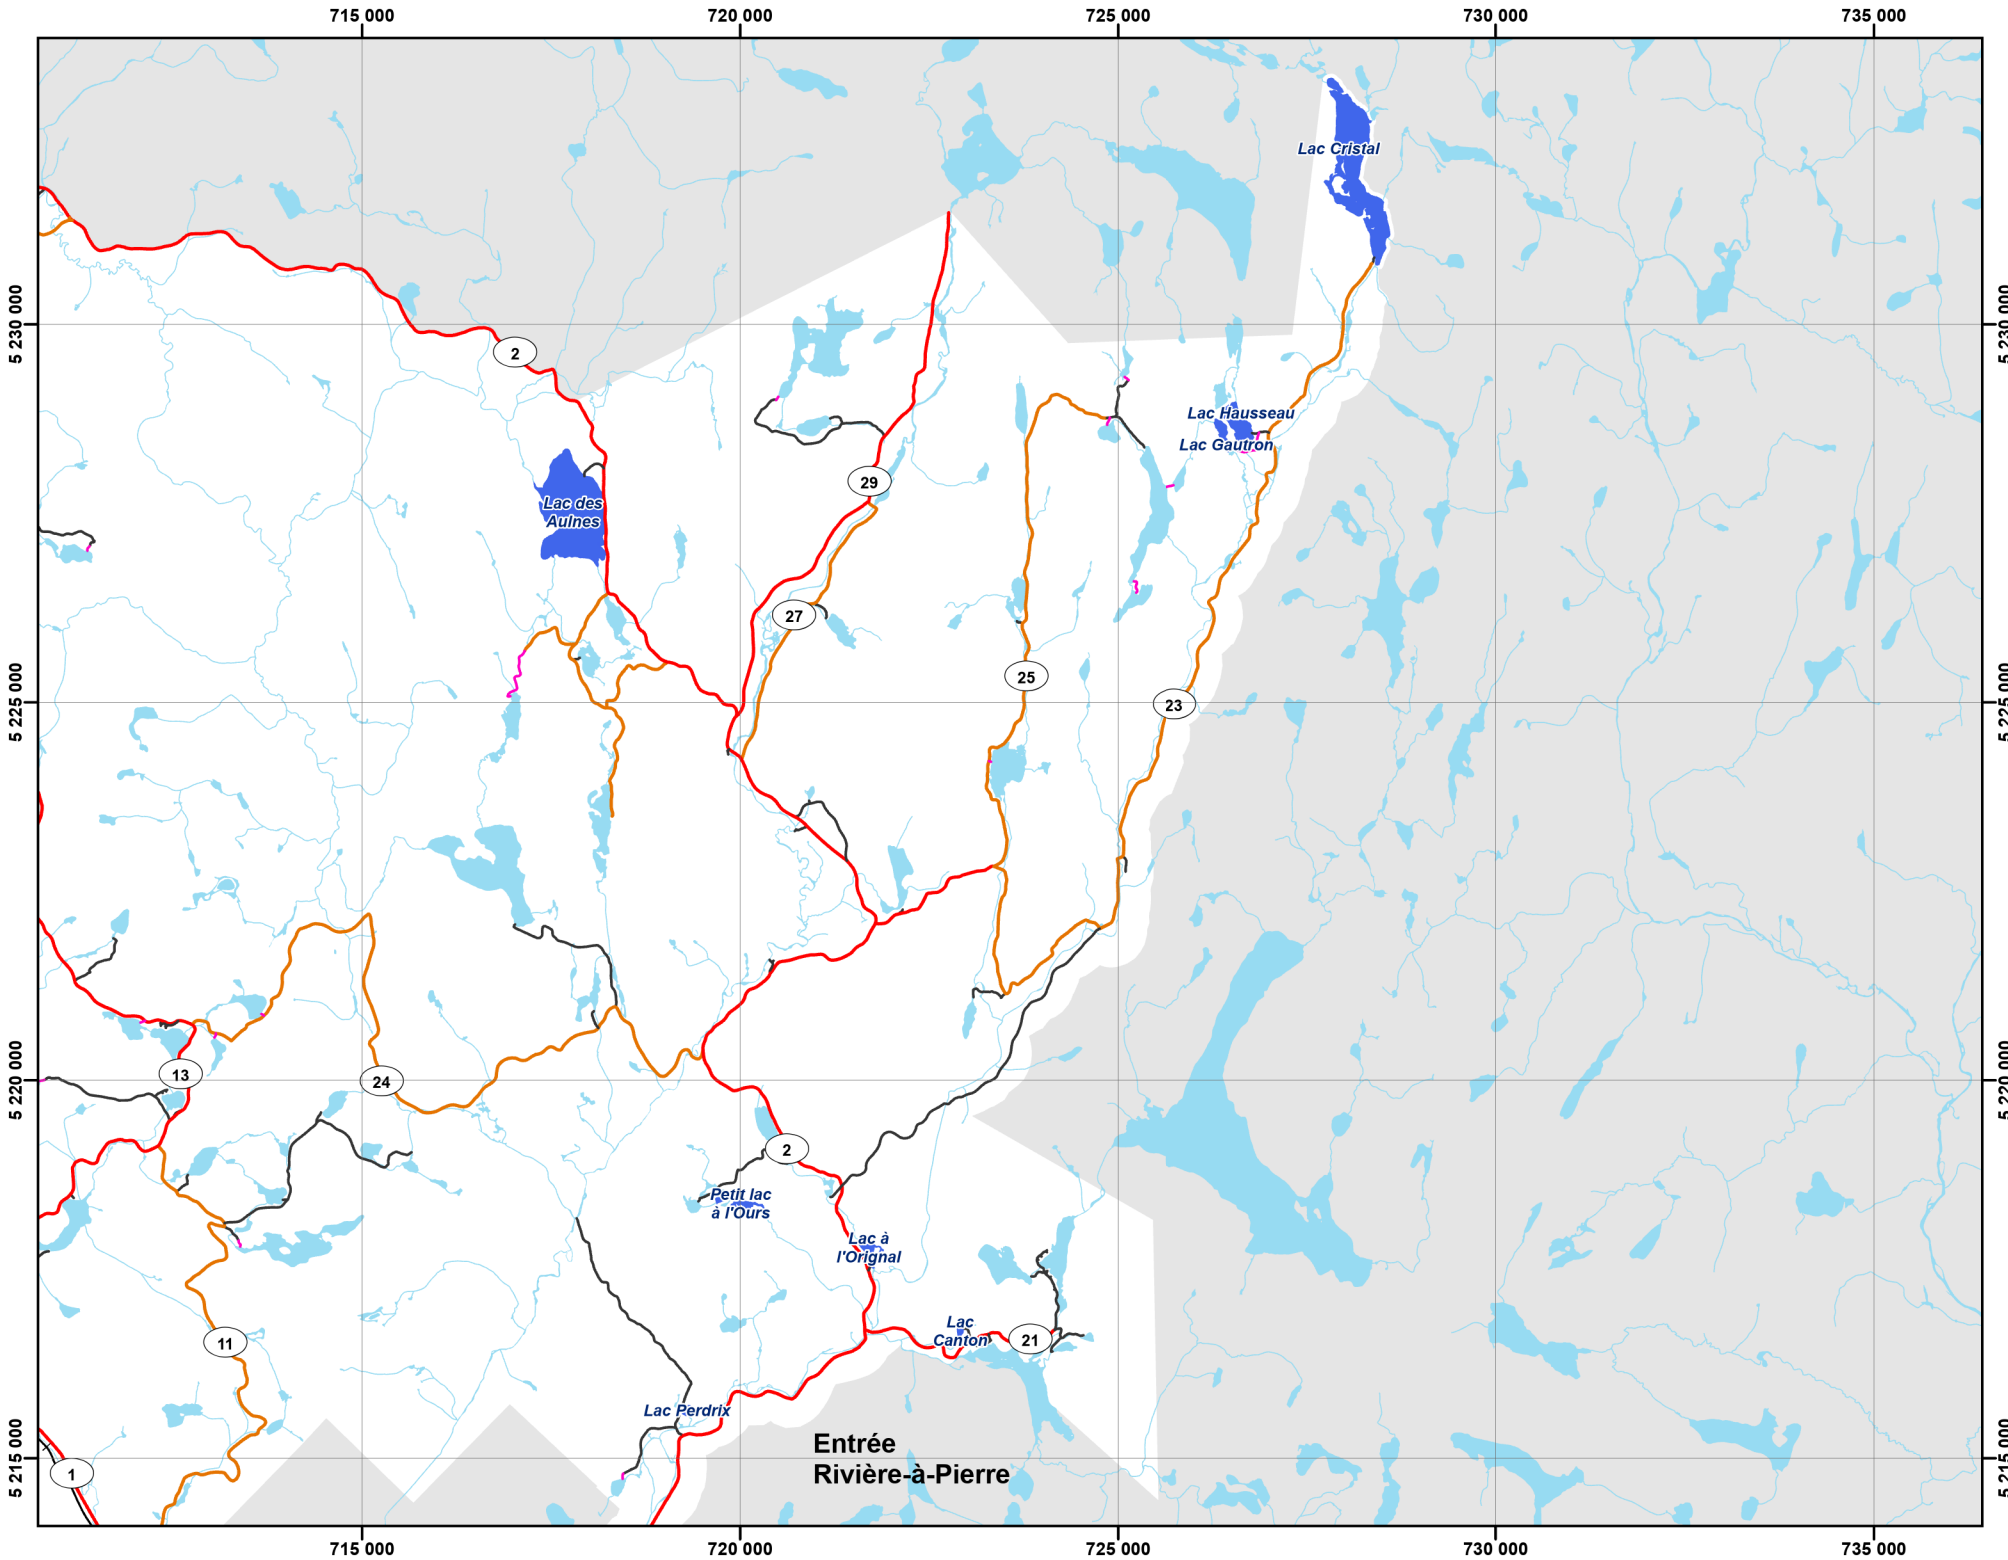 715 000
720 000
725 000
730 000
735 000
Lac Cristal
5 230 000
5 230 000
2
Lac Hausseau
Lac Gautron
29
Lac des
Aulnes
27
25
5 225 000
5 225 000
23
13
24
5 220 000
5 220 000
2
Petit lac
à l'Ours
Lac à
l'Orignal
11
Lac
Canton
21
Lac Perdrix
Entrée
Rivière-à-Pierre
1
5 215 000
5 215 000
715 000
720 000
725 000
730 000
735 000